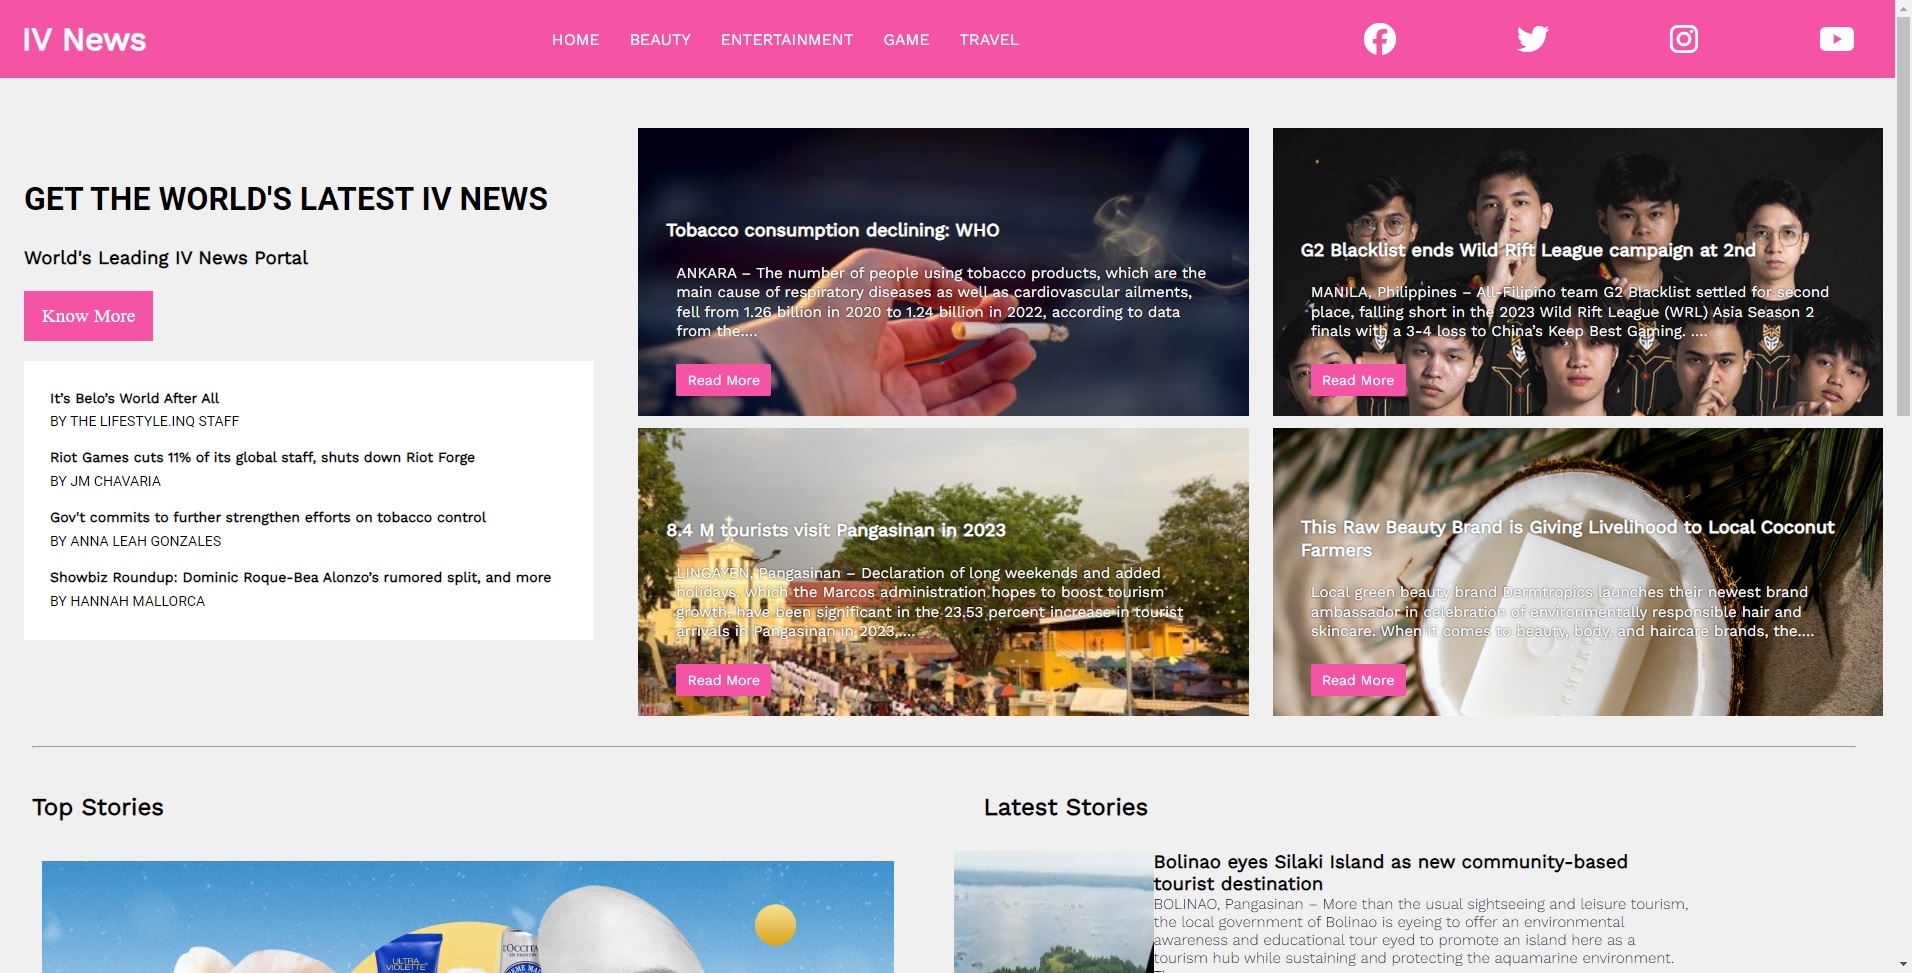 IV News
HOME
BEAUTY
ENTERTAINMENT
GAME
TRAVEL
GET THE WORLD'S LATEST IV NEWS
World's Leading IV News Portal
Know More
It’s Belo’s World After All
BY THE LIFESTYLE.INQ STAFF
Riot Games cuts 11% of its global staff, shuts down Riot Forge
BY JM CHAVARIA
Gov't commits to further strengthen efforts on tobacco control
BY ANNA LEAH GONZALES
Showbiz Roundup: Dominic Roque-Bea Alonzo’s rumored split, and more
BY HANNAH MALLORCA
Tobacco consumption declining: WHO
ANKARA – The number of people using tobacco products, which are the
main cause of respiratory diseases as well as cardiovascular ailments,
fell from 1.26 billion in 2020 to 1.24 billion in 2022, according to data
from the....
Read More
G2 Blacklist ends Wild Rift League campaign at 2nd
MANILA, Philippines – All-Filipino team G2 Blacklist settled for second
place, falling short in the 2023 Wild Rift League (WRL) Asia Season 2
finals with a 3-4 loss to China’s Keep Best Gaming. ....
Read More
8.4 M tourists visit Pangasinan in 2023
LINGAYEN, Pangasinan – Declaration of long weekends and added
holidays, which the Marcos administration hopes to boost tourism
growth, have been significant in the 23.53 percent increase in tourist
arrivals in Pangasinan in 2023,....
Read More
This Raw Beauty Brand is Giving Livelihood to Local Coconut
Farmers
Local green beauty brand Dermtropics launches their newest brand
ambassador in celebration of environmentally responsible hair and
skincare. When it comes to beauty, body, and haircare brands, the....
Read More
Top Stories
ULTRA
VIOLETTE
L'OCCITA
EN PROVENC
Latest Stories
Bolinao eyes Silaki Island as new community-based
tourist destination
BOLINAO, Pangasinan – More than the usual sightseeing and leisure tourism,
the local government of Bolinao is eyeing to offer an environmental
awareness and educational tour eyed to promote an island here as a
tourism hub while sustaining and protecting the aquamarine environment.